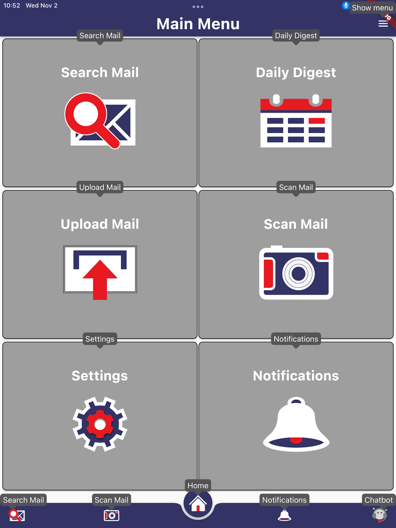 10:52 Wed Nov 2
Show menu
Main Menu
Search Mail
Daily Digest
Search Mail
Daily Digest
Upload Mail
Scan Mail
Upload Mail
Scan Mail
Settings
Notifications
Settings
Notifications
Home
Search Mail
Scan Mail
Notifications
Chatbot